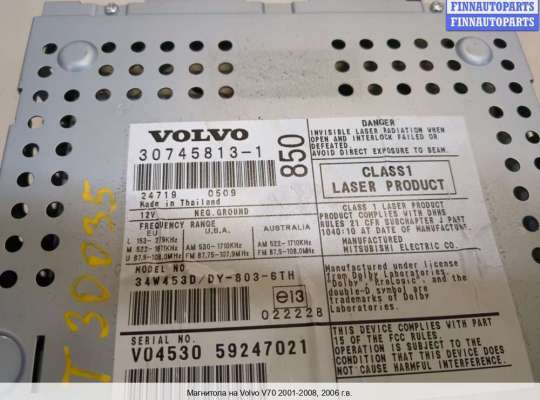 FINNAUTOPARTS
FINNAUTOPARTS
VOLVO
30745813-1
850
24719 0509
Made in Thailand
12V NEG.GROUND
FREQUENCY RANGE
EU U.S.A. AUSTRALIA
L 153-279KHz
M 522-1611KHz AM 530-1710KHz AM 522-1710KHz
U 87.5-108.0MHz FM 87.75-107.9MHz FM 87.5-108.0MHz
MODEL NO
34W453D/DY-803-6TH
e13
022228
SERIAL NO.
V04530 59247021
DANGER
INVISIBLE LASER RADIATION WHEN
OPEN AND INTERLOCK FAILED OR
DEFEATED.
AVOID DIRECT EXPOSURE TO BEAM.
CLASS1
LASER PRODUCT
CLASS 1 LASER PRODUCT
PRODUCT COMPLIES WITH DHHS
RULES 21 CFR SUBCHAPTER J PART
1040:10 AT DATE OF MANUFACTURE.
MANUFACTURED
MITSUBISHI ELECTRIC CO.
Manufactured under license
from Dolby Laboratories.
"Dolby", "ProLogic", and the
double-D symbol are
trademarks of Dolby
Laboratories.
THIS DEVICE COMPLIES WITH PART
15 OF THE FCC RULES.
OPERATION IS SUBJECT TO THE
CONDITION THAT THIS DEVICE
DOES NOT CAUSE HARMFUL
INTERFERENCE.
T30035
Магнитола на Volvo V70 2001-2008, 2006 г.в.